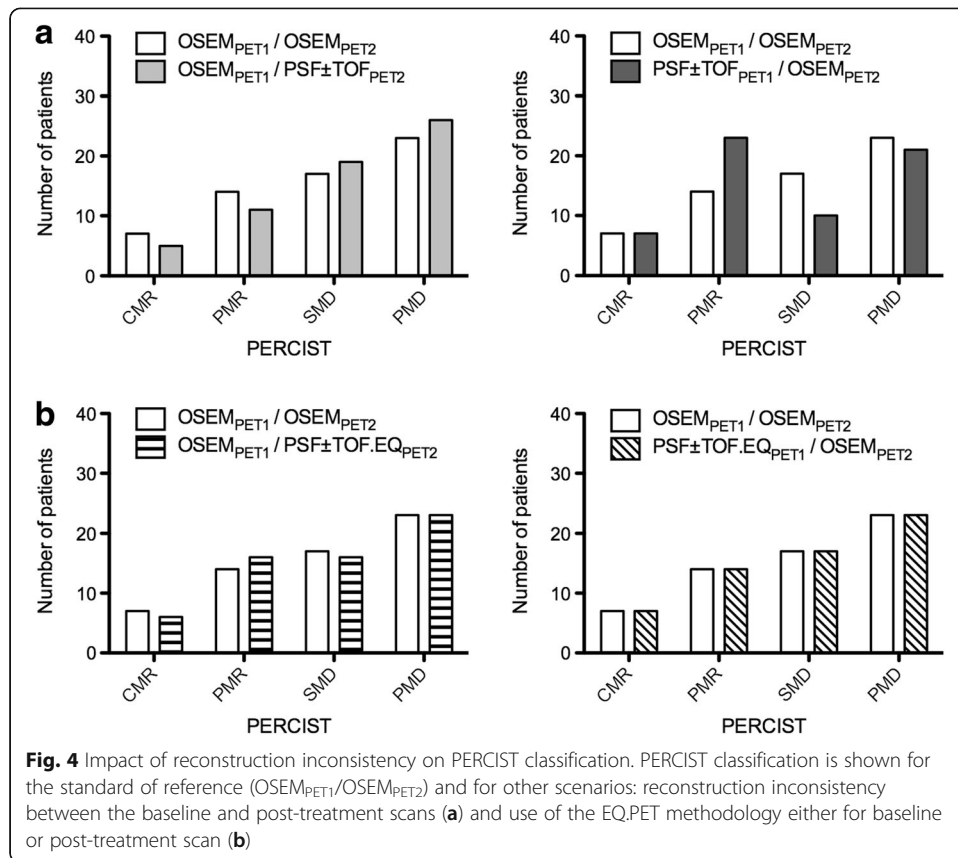 a
OSEMPET1 / OSEMPET2
OSEMPET1 / PSF±TOFPET2
Number of patients
40
30
20
10
0
CMR
PMR
SMD
PMD
PERCIST
OSEMPET1 / OSEMPET2
PSF±TOFPET1 / OSEMPET2
Number of patients
40
30
20
10
0
CMR
PMR
SMD
PMD
PERCIST
b
OSEMPET1 / OSEMPET2
OSEMPET1 / PSF±TOF.EQPET2
Number of patients
40
30
20
10
0
CMR
PMR
SMD
PMD
PERCIST
OSEMPET1 / OSEMPET2
PSF±TOF.EQPET1 / OSEMPET2
Number of patients
40
30
20
10
0
CMR
PMR
SMD
PMD
PERCIST
Fig. 4 Impact of reconstruction inconsistency on PERCIST classification. PERCIST classification is shown for
the standard of reference (OSEMPET1/OSEMPET2) and for other scenarios: reconstruction inconsistency
between the baseline and post-treatment scans (a) and use of the EQ.PET methodology either for baseline
or post-treatment scan (b)